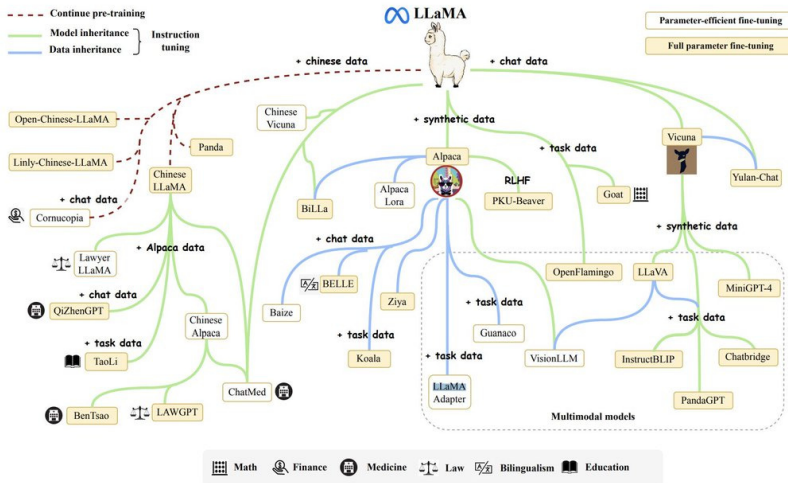 Continue pre-training
Model inheritance
Data inheritance
Instruction
tuning
LLaMA
Parameter-efficient fine-tuning
Full parameter fine-tuning
+ chinese data
+ chat data
+ synthetic data
+ task data
Open-Chinese-LLaMA
Linly-Chinese-LLaMA
Panda
Chinese
LLaMA
Chinese
Vicuna
Alpaca
Vicuna
Yulan-Chat
BiLLa
Alpaca
Lora
RLHF
PKU-Beaver
Goat
+ chat data
Cornucopia
+ Alpaca data
Lawyer
LLaMA
+ chat data
QiZhenGPT
Chinese
Alpaca
+ task data
TaoLi
BenTsao
LAWGPT
ChatMed
+ chat data
Baize
BELLE
Ziya
+ task data
Koala
+ task data
Guanaco
+ task data
LLaMA
Adapter
OpenFlamingo
VisionLLM
+ synthetic data
LLaVA
MiniGPT-4
+ task data
InstructBLIP
Chatbridge
PandaGPT
Multimodal models
Math
Finance
Medicine
Law
Bilingualism
Education